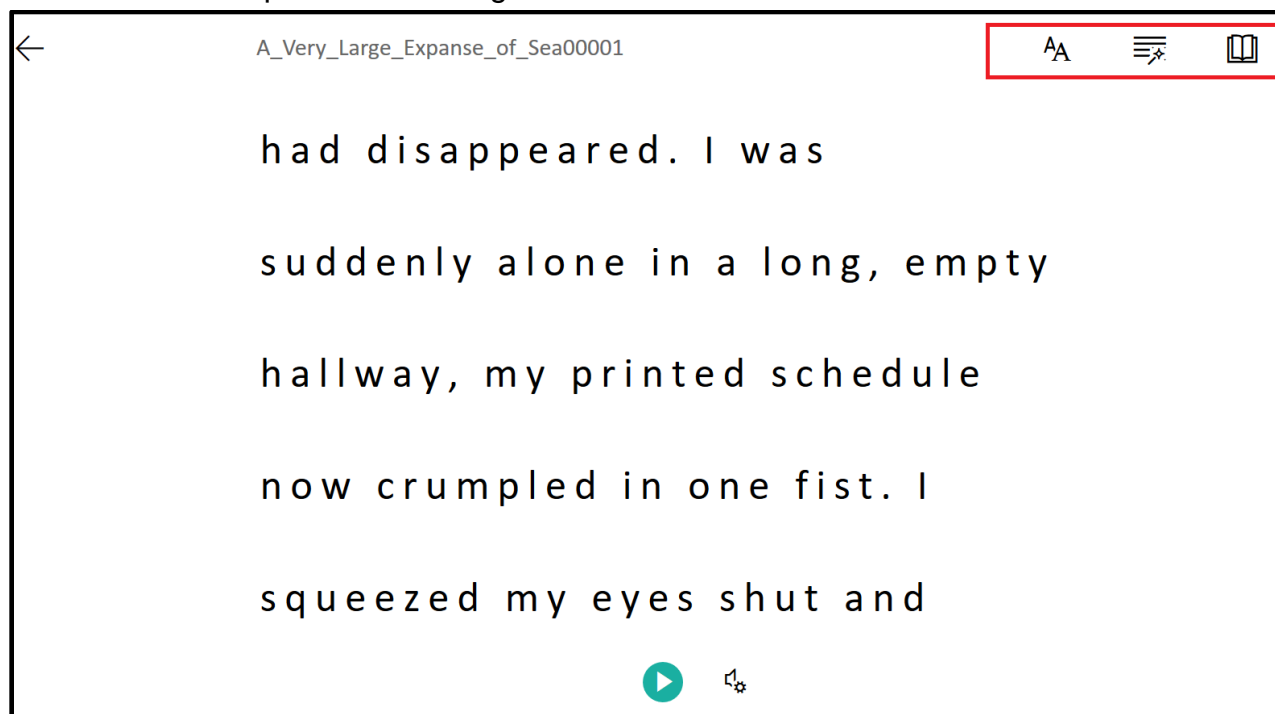 A_Very_Large_Expanse_of_Sea00001
had disappeared. I was
suddenly alone in a long, empty
hallway, my printed schedule
now crumpled in one fist. I
squeezed my eyes shut and